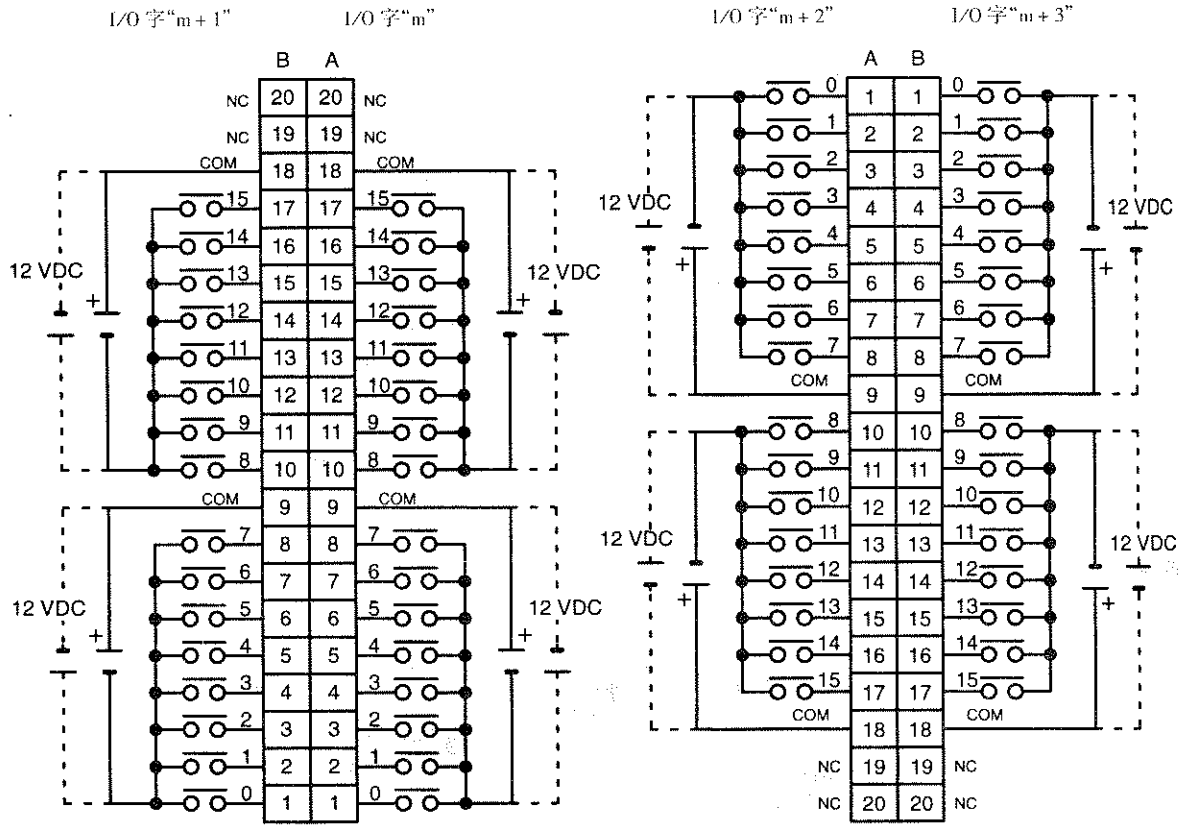 I/O 字“m + 1” I/O 字“m” I/O 字“m + 2” I/O 字“m + 3”
B A
NC 20 20 NC
NC 19 19 NC
COM 18 18 COM
15 17 17 15
14 16 16 14
13 15 15 13
12 VDC + 12 14 14 12 + 12 VDC
11 13 13 11
10 12 12 10
9 11 11 9
8 10 10 8
COM 9 9 COM
7 8 8 7
6 7 7 6
12 VDC + 5 6 6 5 + 12 VDC
4 5 5 4
3 4 4 3
2 3 3 2
1 2 2 1
0 1 1 0
A B
0 1 1 0
1 2 2 1
2 3 3 2
12 VDC 3 4 4 3 12 VDC
4 5 5 4
+ 5 6 6 5 +
6 7 7 6
7 8 8 7
COM 9 9 COM
8 10 10 8
9 11 11 9
10 12 12 10
12 VDC 11 13 13 11 12 VDC
12 14 14 12
+ 13 15 15 13 +
14 16 16 14
15 17 17 15
COM 18 18 COM
NC 19 19 NC
NC 20 20 NC